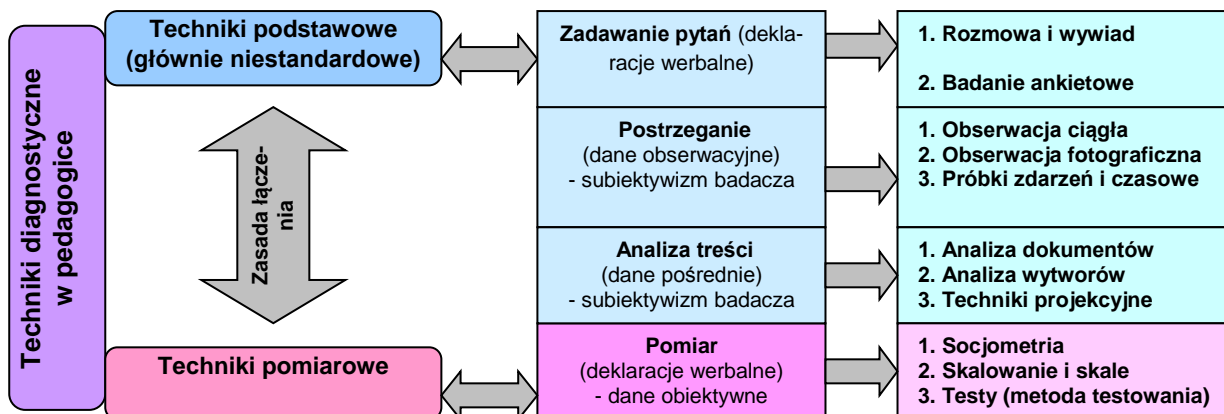 Techniki diagnostyczne
w pedagogice
Techniki podstawowe
(głównie niestandardowe)
Zasada łącze-
nia
Techniki pomiarowe
Zadawanie pytań (dekla-
racje werbalne)
1. Rozmowa i wywiad
2. Badanie ankietowe
Postrzeganie
(dane obserwacyjne)
- subiektywizm badacza
1. Obserwacja ciągła
2. Obserwacja fotograficzna
3. Próbki zdarzeń i czasowe
Analiza treści
(dane pośrednie)
- subiektywizm badacza
1. Analiza dokumentów
2. Analiza wytworów
3. Techniki projekcyjne
Pomiar
(deklaracje werbalne)
- dane obiektywne
1. Socjometria
2. Skalowanie i skale
3. Testy (metoda testowania)